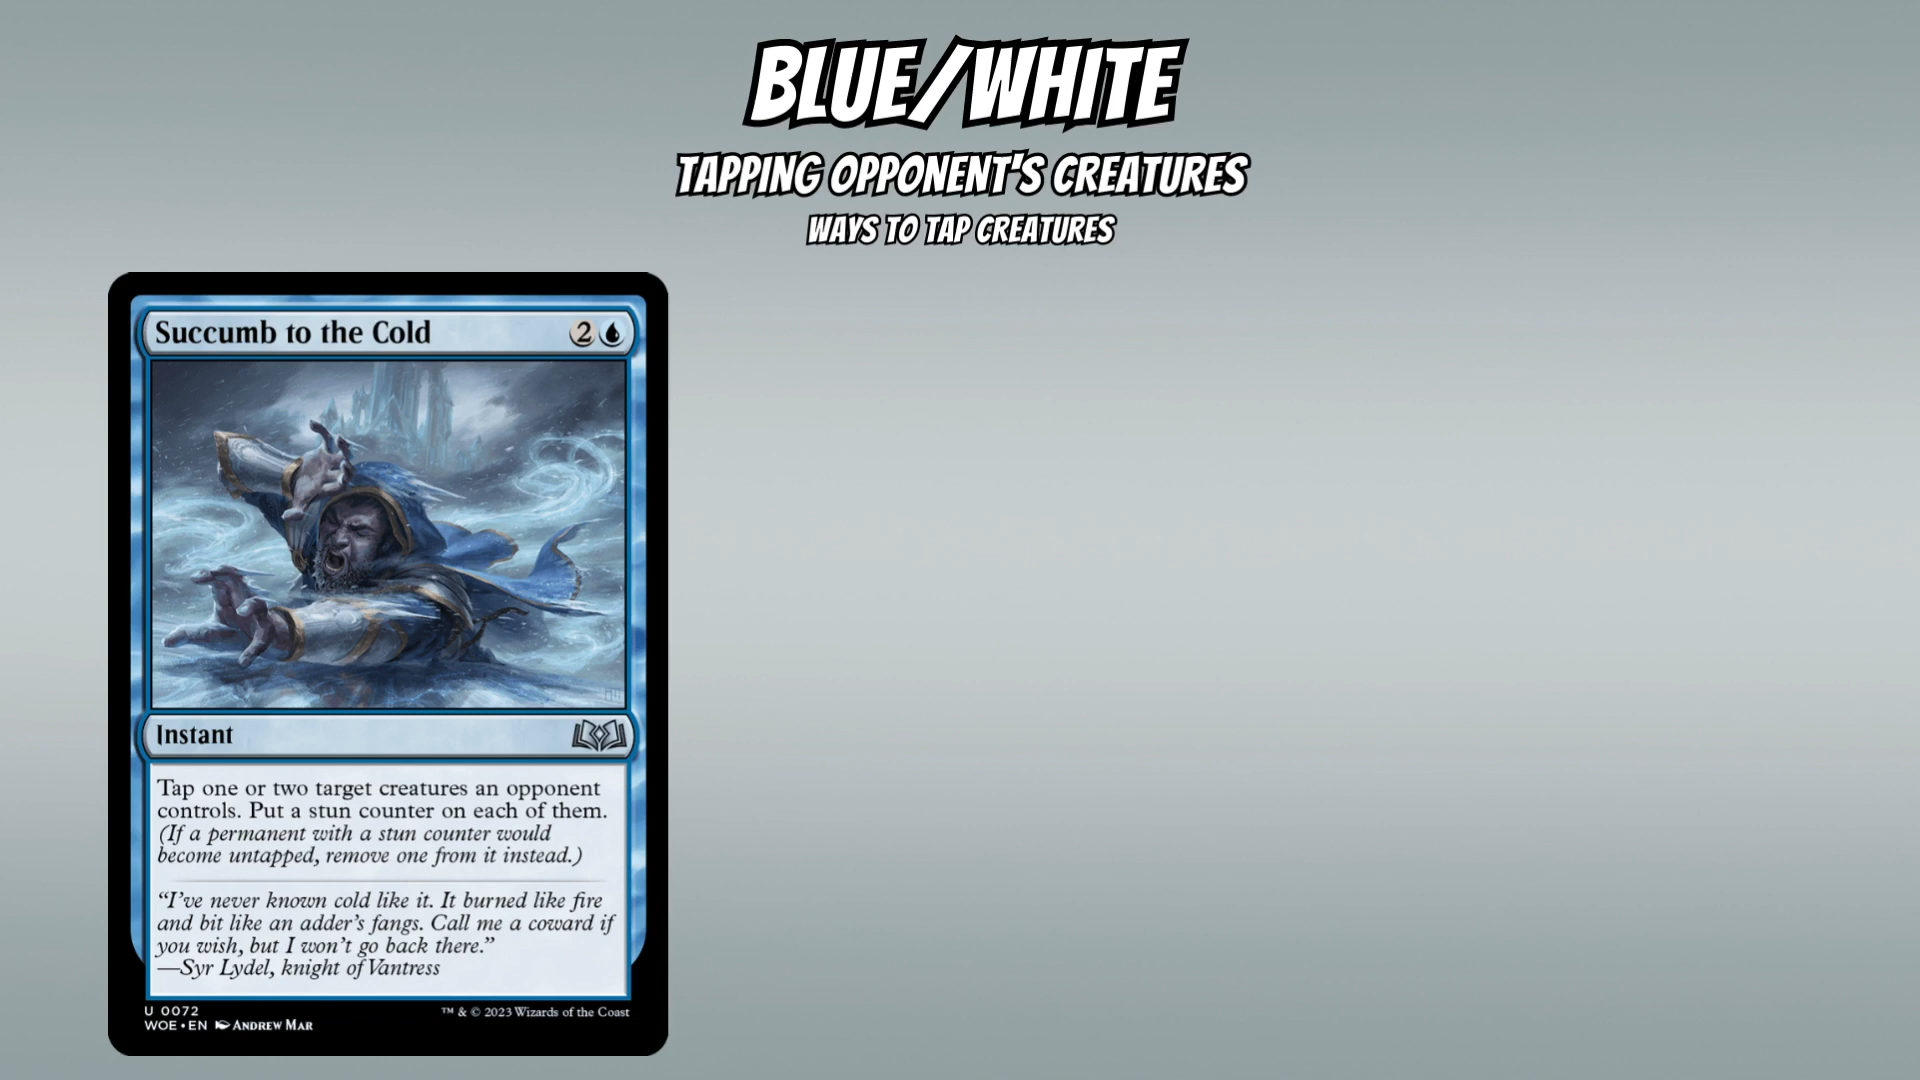 BLUE/WHITE
TAPPING OPPONENT'S CREATURES
WAYS TO TAP CREATURES
Succumb to the Cold 2
Instant
Tap one or two target creatures an opponent
controls. Put a stun counter on each of them.
(If a permanent with a stun counter would
become untapped, remove one from it instead.)
“I've never known cold like it. It burned like fire
and bit like an adder's fangs. Call me a coward if
you wish, but I won't go back there.”
—Syr Lydel, knight of Vantress
U 0072
WOE • EN ANDREW MAR
™ & © 2023 Wizards of the Coast